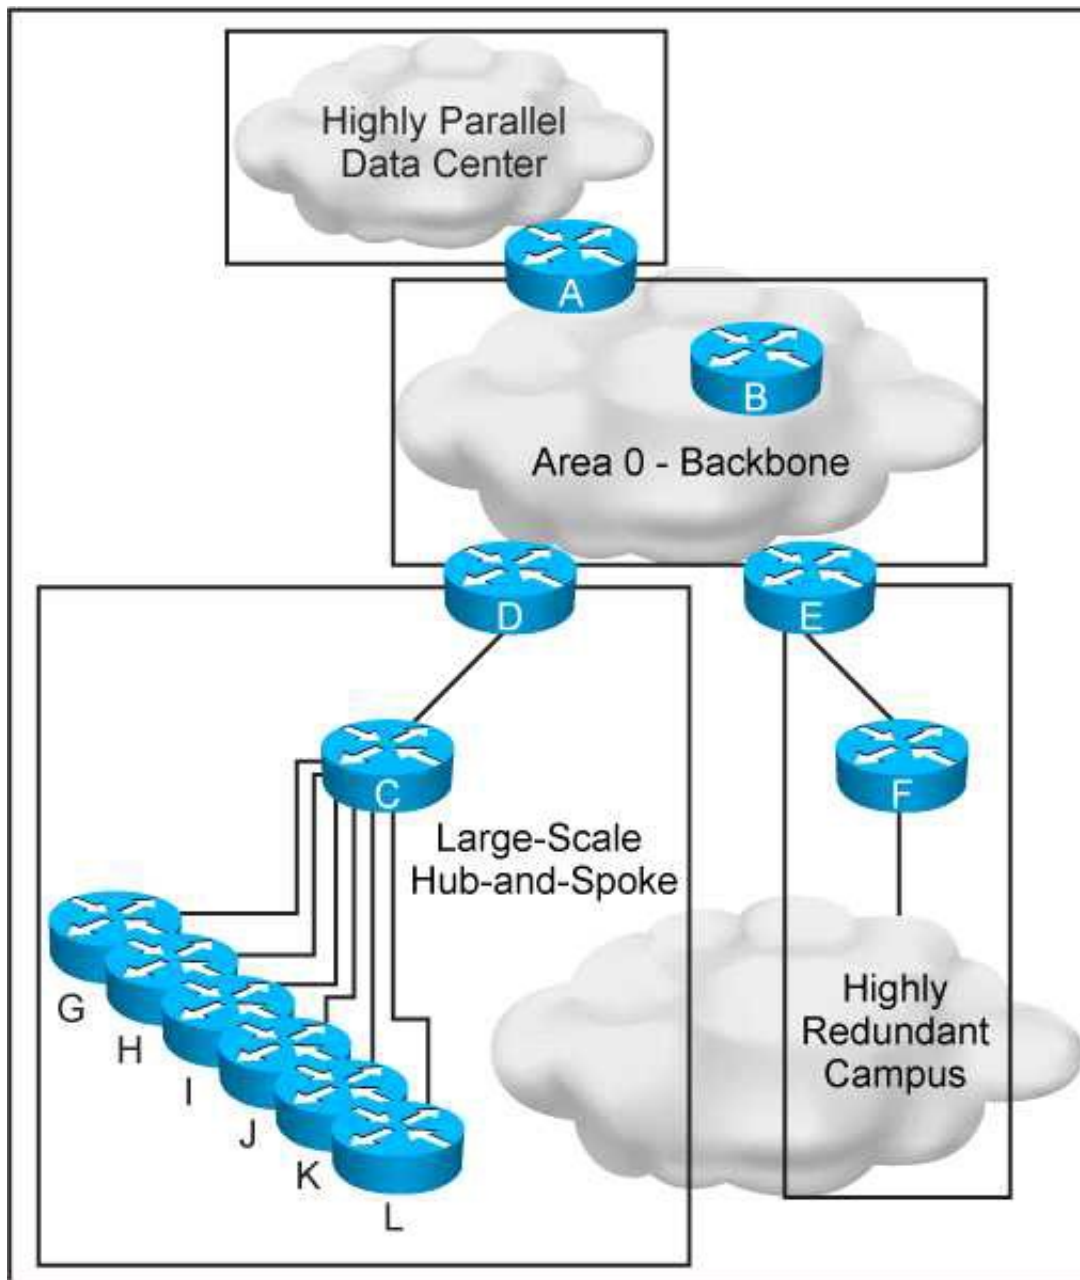 Highly Parallel
Data Center
A
B
Area 0 - Backbone
D
E
C
F
Large-Scale
Hub-and-Spoke
G
H
I
J
K
L
Highly
Redundant
Campus